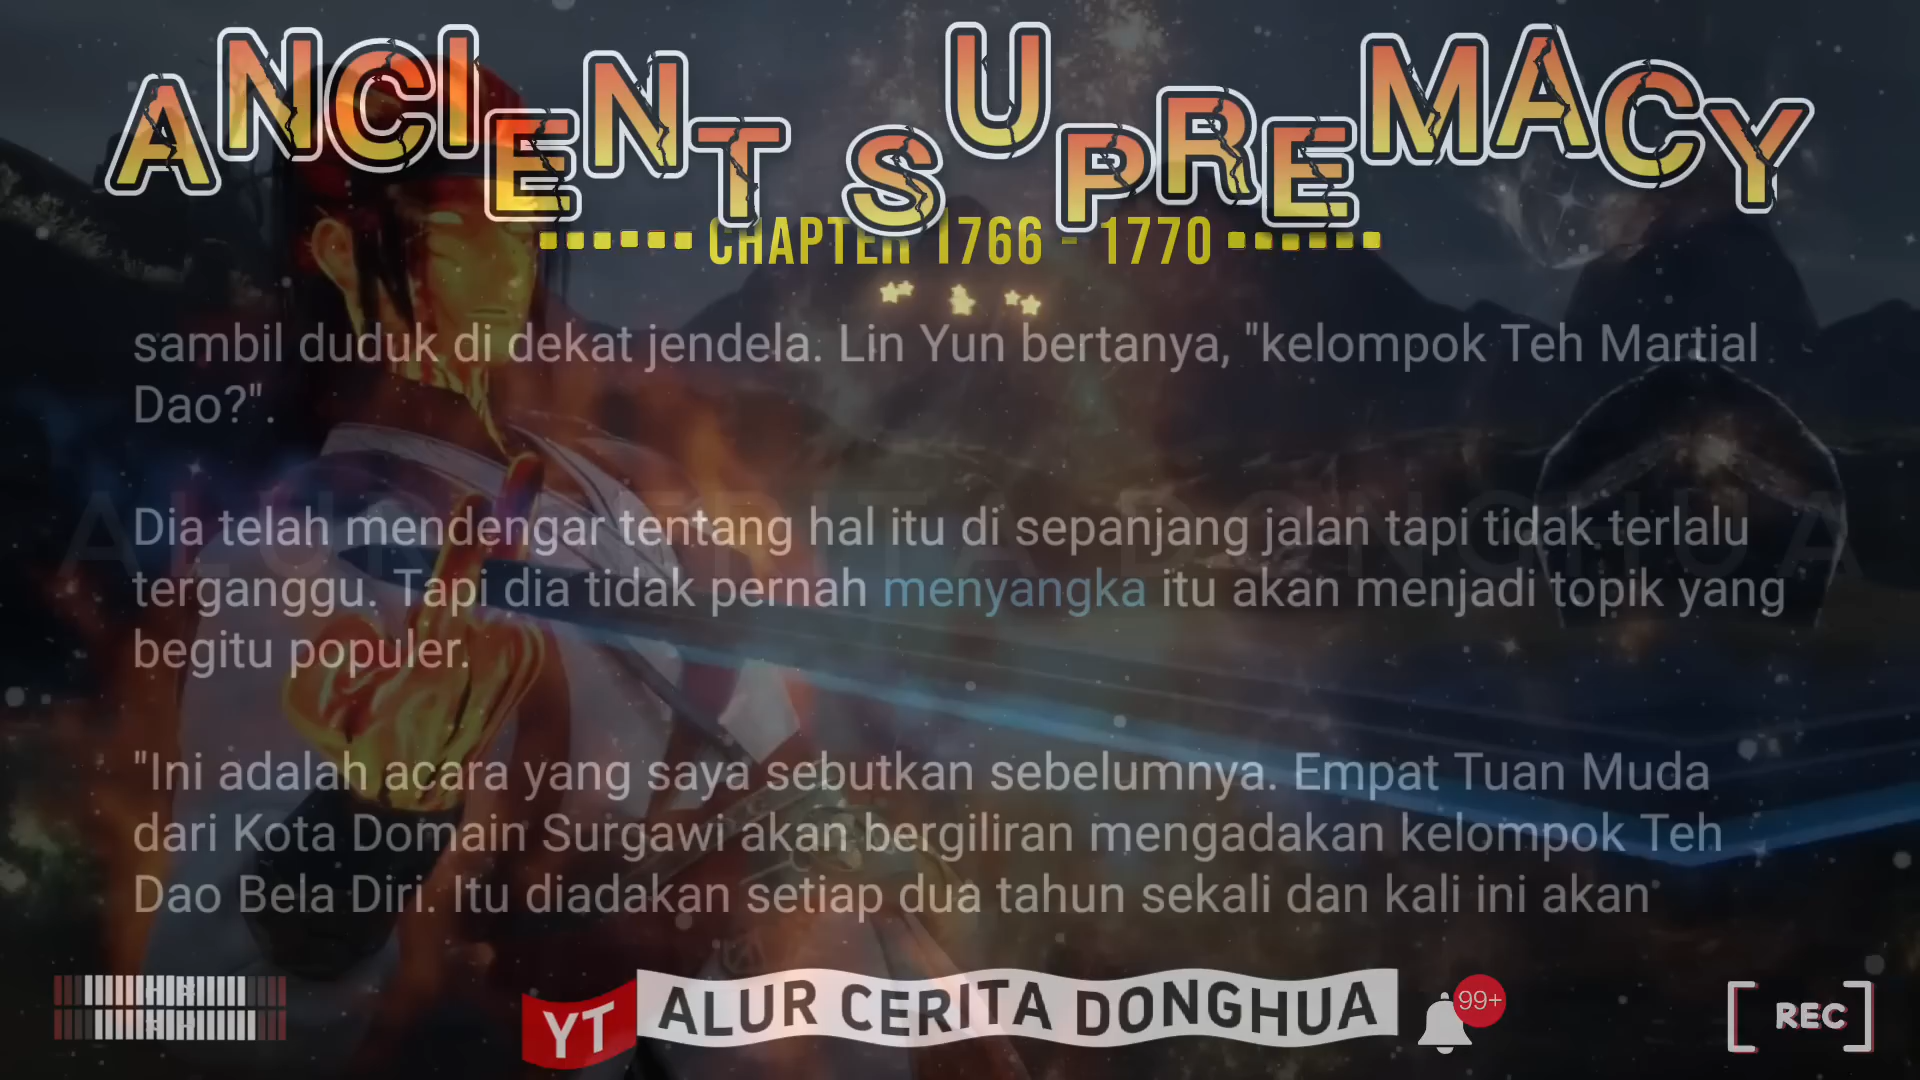 ANCIENT SUPREMACY
CHAPTER 1766 - 1770
sambil duduk di dekat jendela. Lin Yun bertanya, "kelompok Teh Martial
Dao?".
ALUR CERITA DONGHUA
Dia telah mendengar tentang hal itu di sepanjang jalan tapi tidak terlalu
terganggu. Tapi dia tidak pernah menyangka itu akan menjadi topik yang
begitu populer.
"Ini adalah acara yang saya sebutkan sebelumnya. Empat Tuan Muda
dari Kota Domain Surgawi akan bergiliran mengadakan kelompok Teh
Dao Bela Diri. Itu diadakan setiap dua tahun sekali dan kali ini akan
YT ALUR CERITA DONGHUA 99+
REC